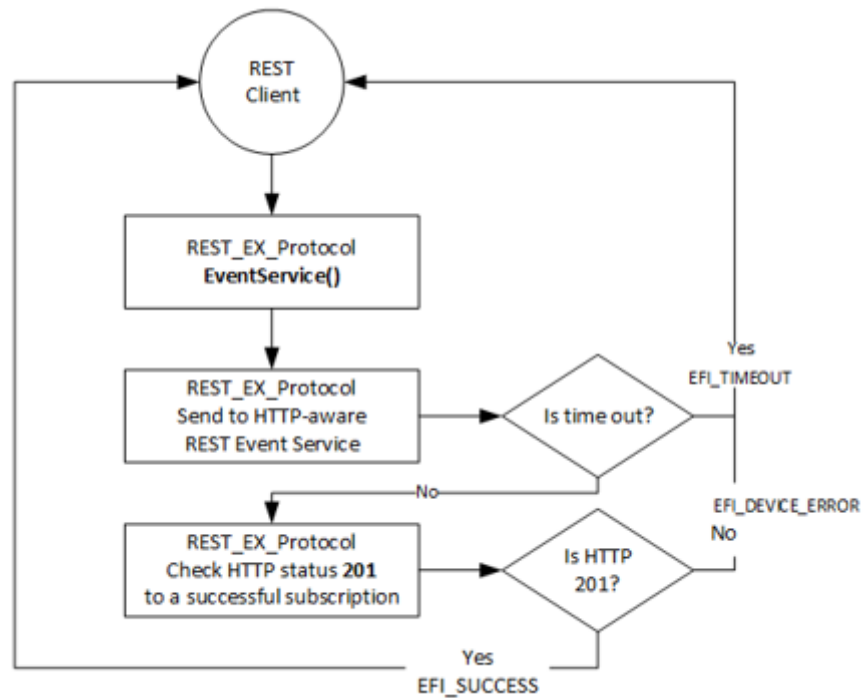 REST
Client
REST_EX_Protocol
EventService()
REST_EX_Protocol
Send to HTTP-aware
REST Event Service
Is time out?
Yes
EFI_TIMEOUT
No
REST_EX_Protocol
Check HTTP status 201
to a successful subscription
Is HTTP
201?
EFI_DEVICE_ERROR
No
Yes
EFI_SUCCESS